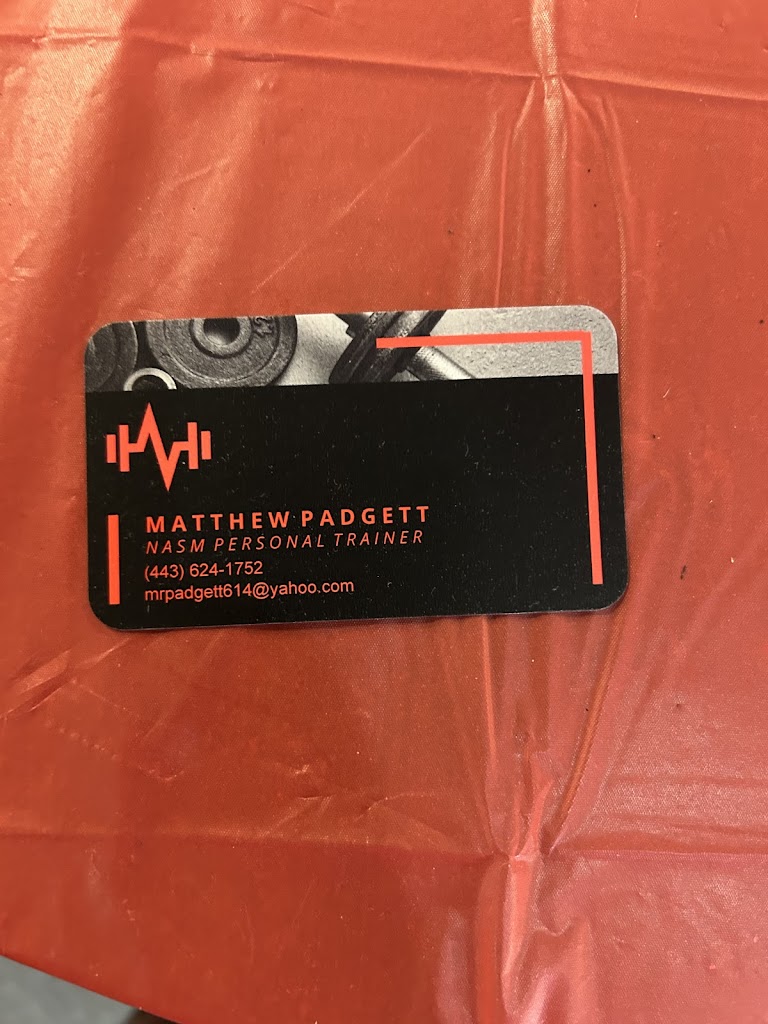 MATTHEW PADGETT
NASM PERSONAL TRAINER
(443) 624-1752
mrpadgett614@yahoo.com